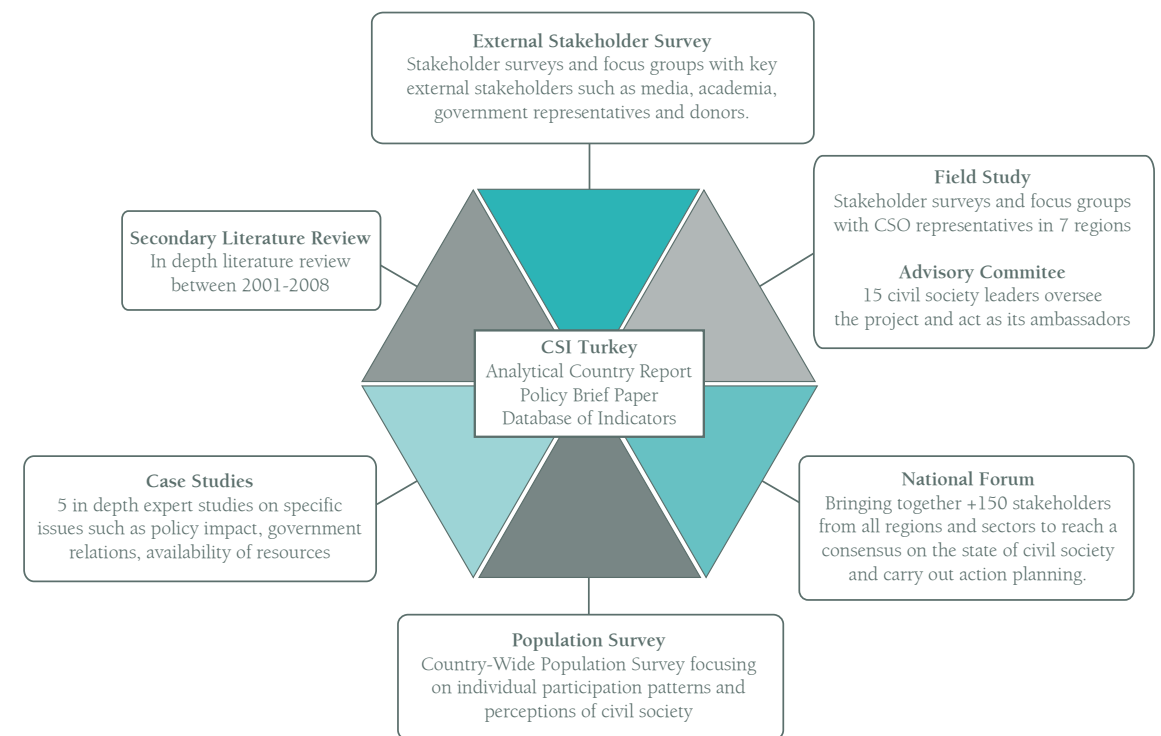 External Stakeholder Survey
Stakeholder surveys and focus groups with key
external stakeholders such as media, academia,
government representatives and donors.
Field Study
Stakeholder surveys and focus groups
with CSO representatives in 7 regions
Advisory Commitee
15 civil society leaders oversee
the project and act as its ambassadors
Secondary Literature Review
In depth literature review
between 2001-2008
CSI Turkey
Analytical Country Report
Policy Brief Paper
Database of Indicators
Case Studies
5 in depth expert studies on specific
issues such as policy impact, government
relations, availability of resources
National Forum
Bringing together +150 stakeholders
from all regions and sectors to reach a
consensus on the state of civil society
and carry out action planning.
Population Survey
Country-Wide Population Survey focusing
on individual participation patterns and
perceptions of civil society